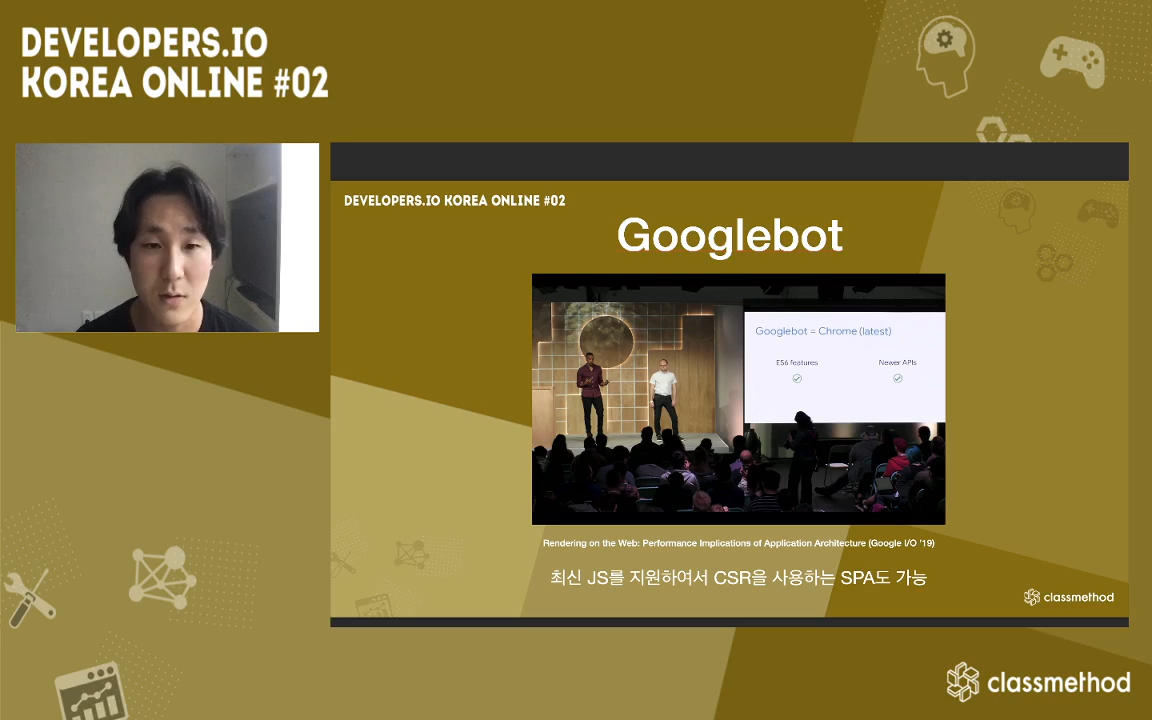 DEVELOPERS.IO
KOREA ONLINE #02
DEVELOPERS.IO KOREA ONLINE #02
Googlebot
Googlebot = Chrome (latest)
ES6 features
Newer APIs
Rendering on the Web: Performance Implications of Application Architecture (Google I/O '19)
최신 JS를 지원하여서 CSR을 사용하는 SPA도 가능
classmethod
classmethod